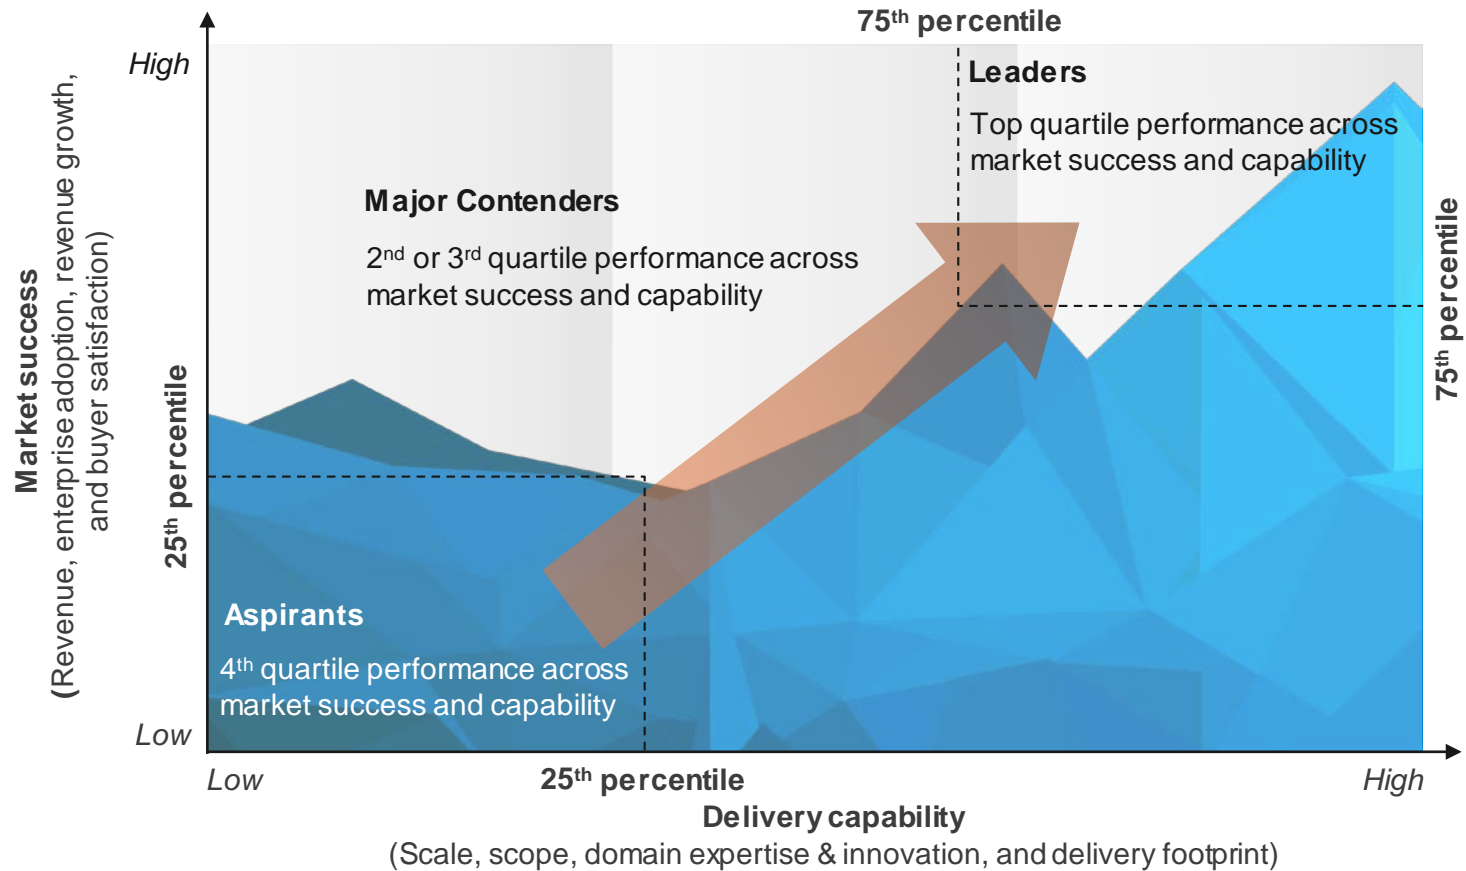 75th percentile
High
Leaders
Top quartile performance across
market success and capability
Major Contenders
2nd or 3rd quartile performance across
market success and capability
75th percentile
Market success
(Revenue, enterprise adoption, revenue growth,
and buyer satisfaction)
25th percentile
Aspirants
4th quartile performance across
market success and capability
Low
Low
25th percentile
High
Delivery capability
(Scale, scope, domain expertise & innovation, and delivery footprint)